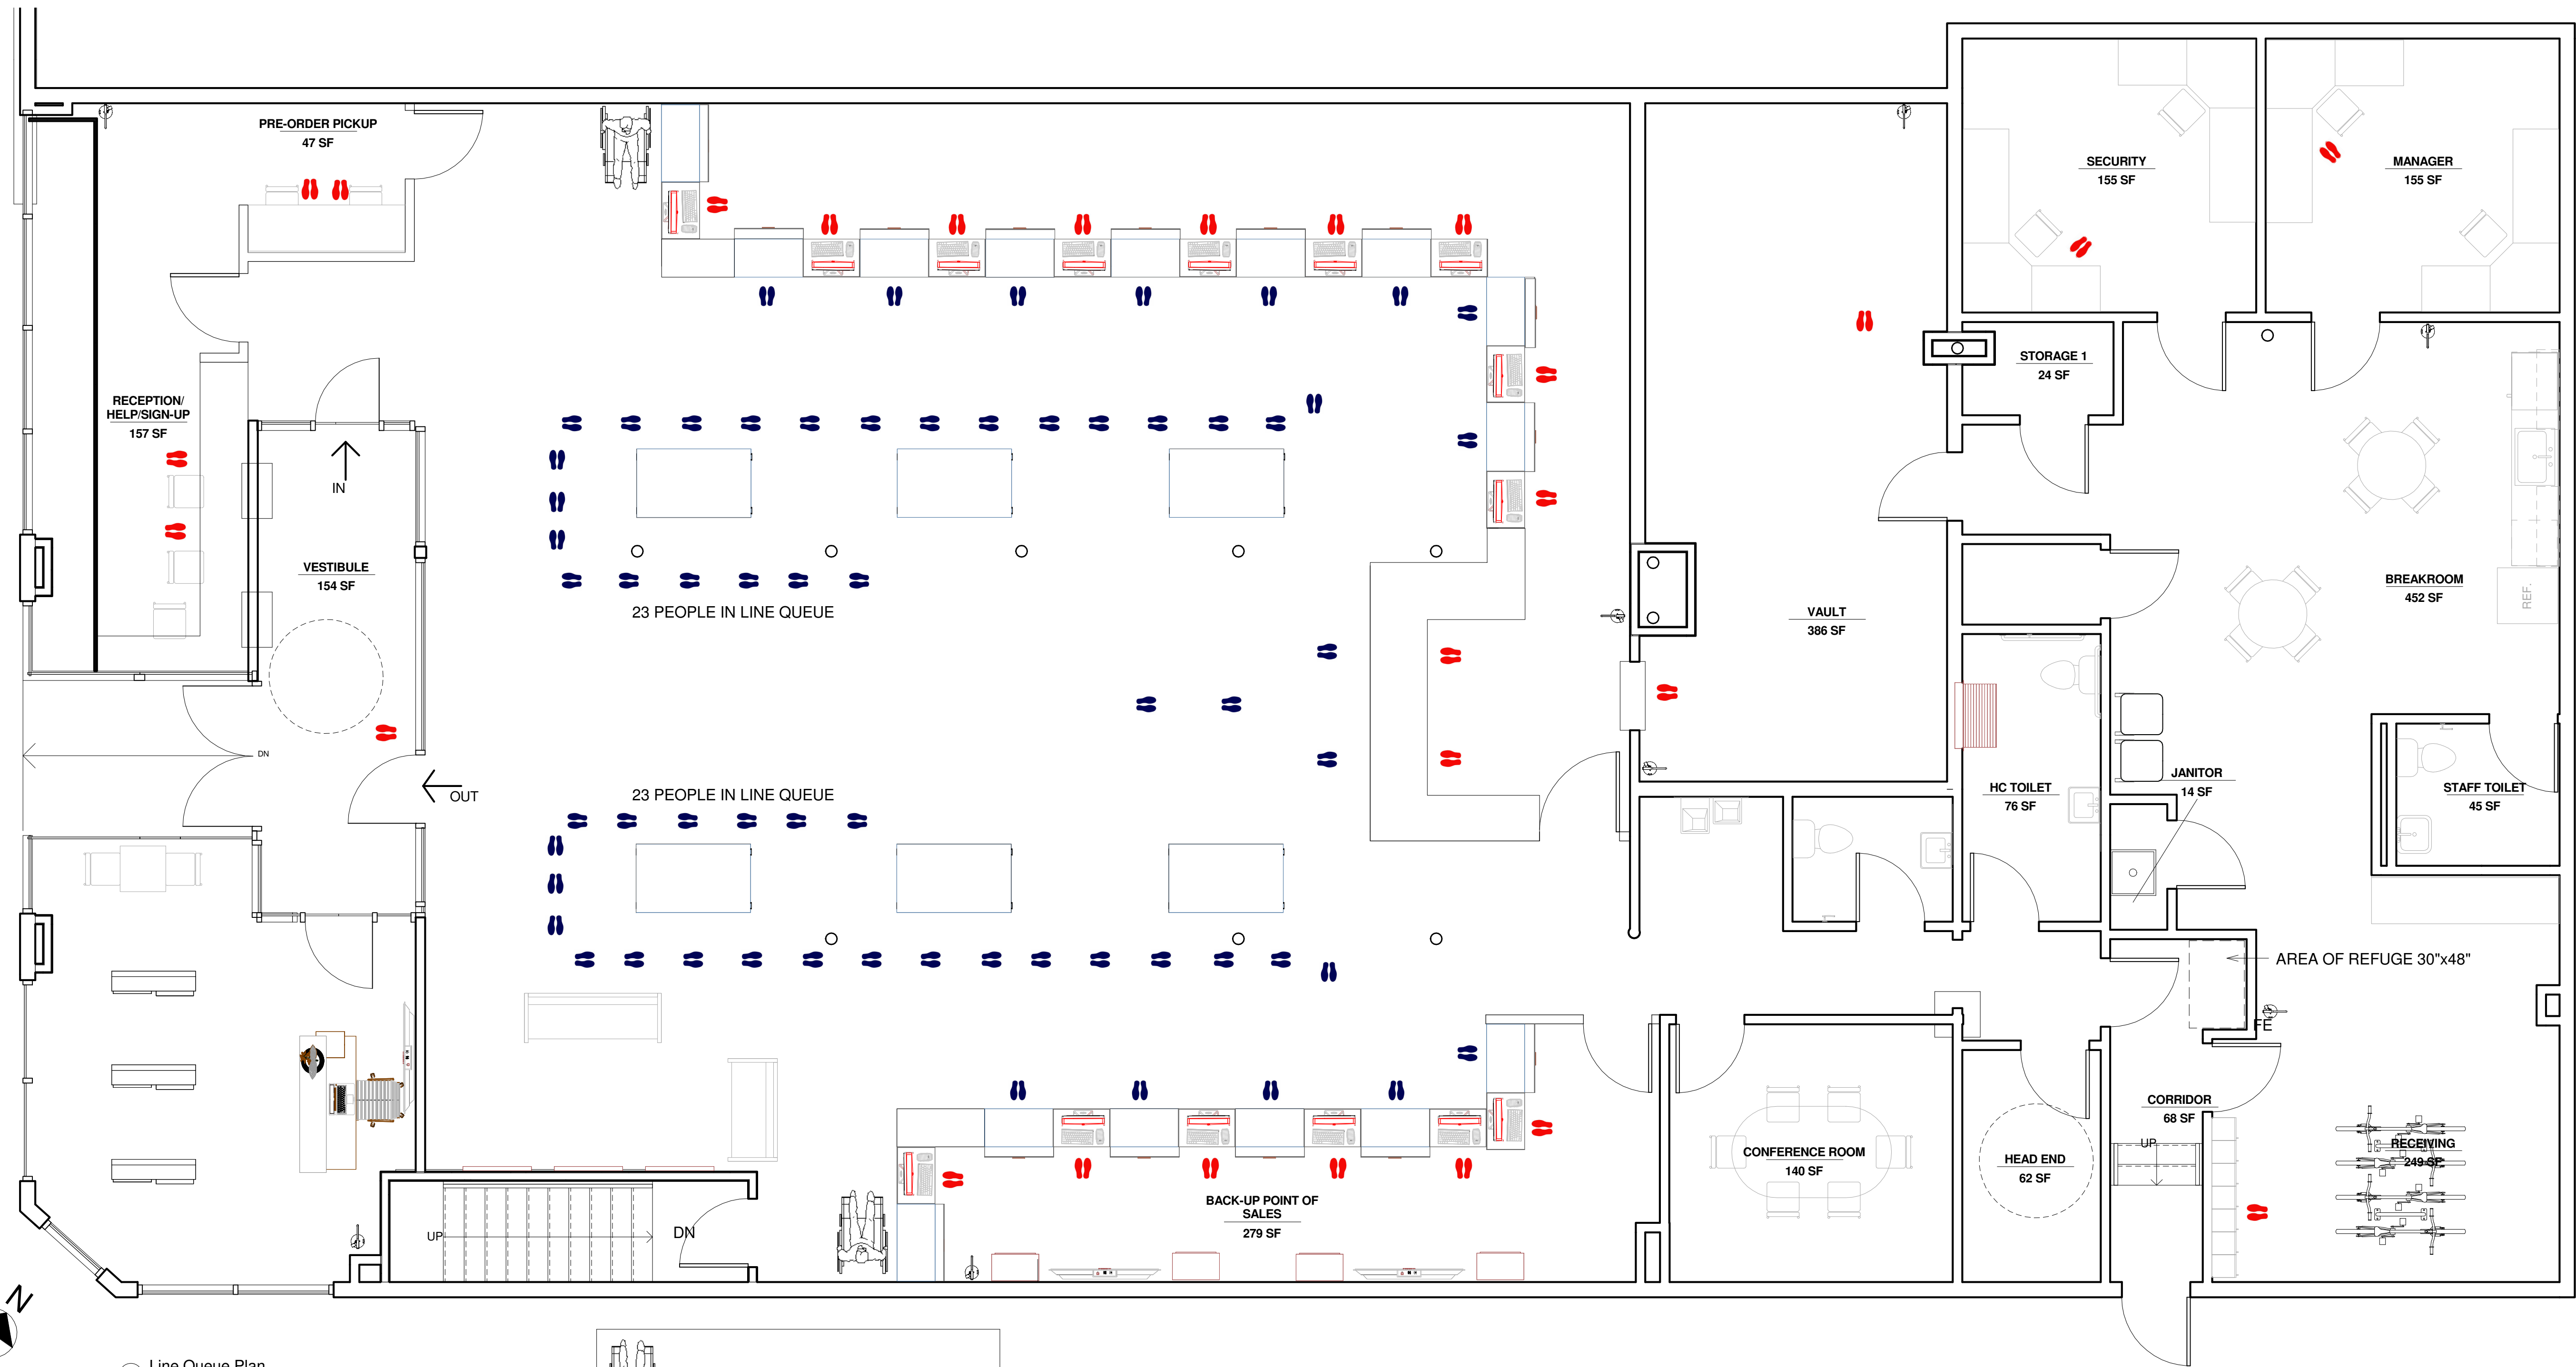 PRE-ORDER PICKUP
47 SF
SECURITY
155 SF
MANAGER
155 SF
STORAGE 1
24 SF
RECEPTION/
HELP/SIGN-UP
157 SF
IN
VESTIBULE
154 SF
23 PEOPLE IN LINE QUEUE
VAULT
386 SF
BREAKROOM
452 SF
REF.
DN
OUT
23 PEOPLE IN LINE QUEUE
HC TOILET
76 SF
JANITOR
14 SF
STAFF TOILET
45 SF
AREA OF REFUGE 30"x48"
FE
CORRIDOR
68 SF
UP
RECEIVING
249 SF
CONFERENCE ROOM
140 SF
HEAD END
62 SF
BACK-UP POINT OF
SALES
279 SF
UP
DN
N
Line Queue Plan